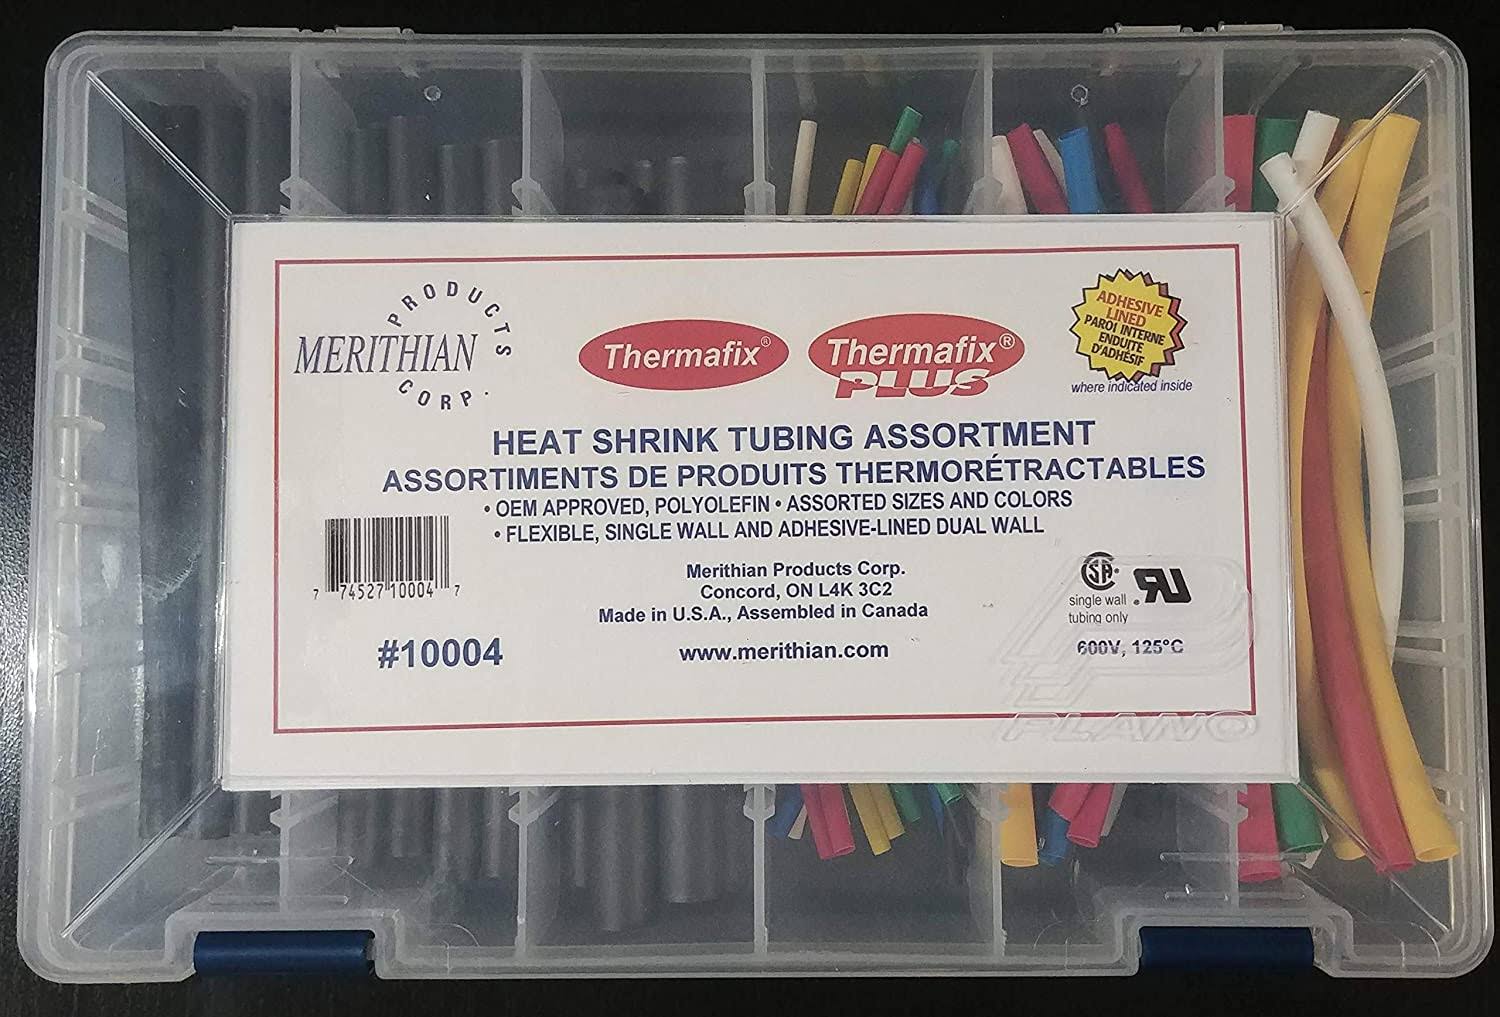 MERITHIAN
PRODUCTS
CORP.
Thermafix®
Thermafix®
PLUS
ADHESIVE
LINED
PAROI INTERNE
ENDUITE
D'ADHÉSIF
where indicated inside
HEAT SHRINK TUBING ASSORTMENT
ASSORTIMENTS DE PRODUITS THERMORÉTRACTABLES
• OEM APPROVED, POLYOLEFIN • ASSORTED SIZES AND COLORS
• FLEXIBLE, SINGLE WALL AND ADHESIVE-LINED DUAL WALL
7 74527 10004 7
Merithian Products Corp.
Concord, ON L4K 3C2
Made in U.S.A., Assembled in Canada
#10004
www.merithian.com
SA
single wall
tubing only
RU
600V, 125°C
PLANO